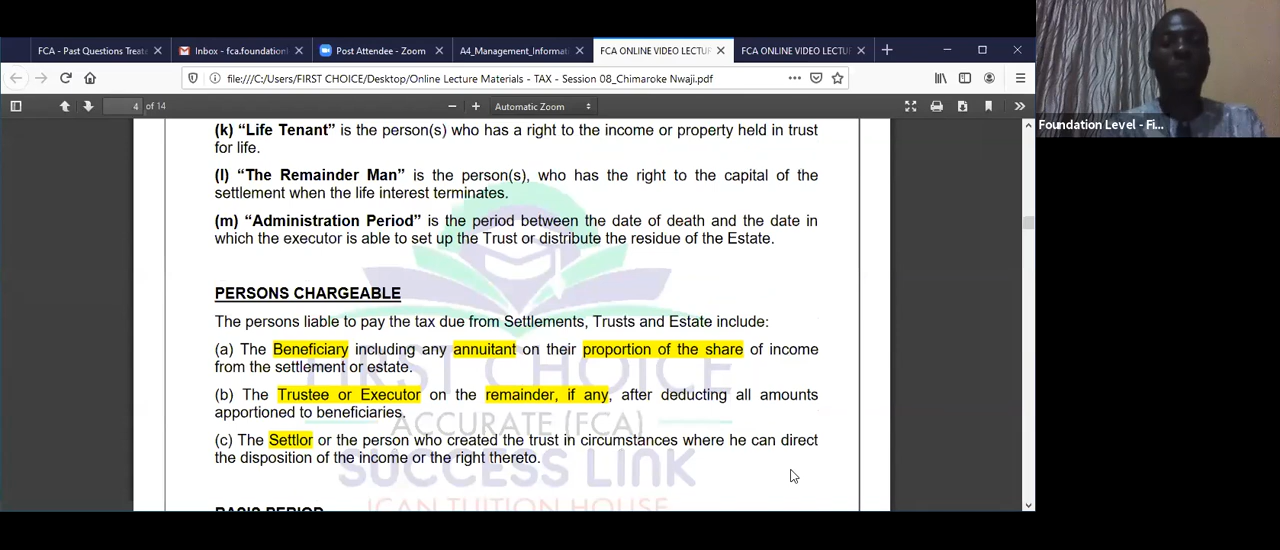 FCA - Past Questions Treate
Inbox - fca.foundation
Post Attendee - Zoom
A4_Management_Informati
FCA ONLINE VIDEO LECTUR
FCA ONLINE VIDEO LECTU
file:///C:/Users/FIRST CHOICE/Desktop/Online Lecture Materials - TAX - Session 08_Chimaroke Nwaji.pdf
4 of 14
Automatic Zoom
Foundation Level - Fi...
(k) “Life Tenant” is the person(s) who has a right to the income or property held in trust
for life.
(l) “The Remainder Man” is the person(s), who has the right to the capital of the
settlement when the life interest terminates.
(m) “Administration Period” is the period between the date of death and the date in
which the executor is able to set up the Trust or distribute the residue of the Estate.
PERSONS CHARGEABLE
The persons liable to pay the tax due from Settlements, Trusts and Estate include:
(a) The Beneficiary including any annuitant on their proportion of the share of income
from the settlement or estate.
(b) The Trustee or Executor on the remainder, if any, after deducting all amounts
apportioned to beneficiaries.
(c) The Settlor or the person who created the trust in circumstances where he can direct
the disposition of the income or the right thereto.
BASIS PERIOD
FIRST CHOICE
ACCURATE (FCA)
SUCCESS LINK
ICAN TUITION HOUSE